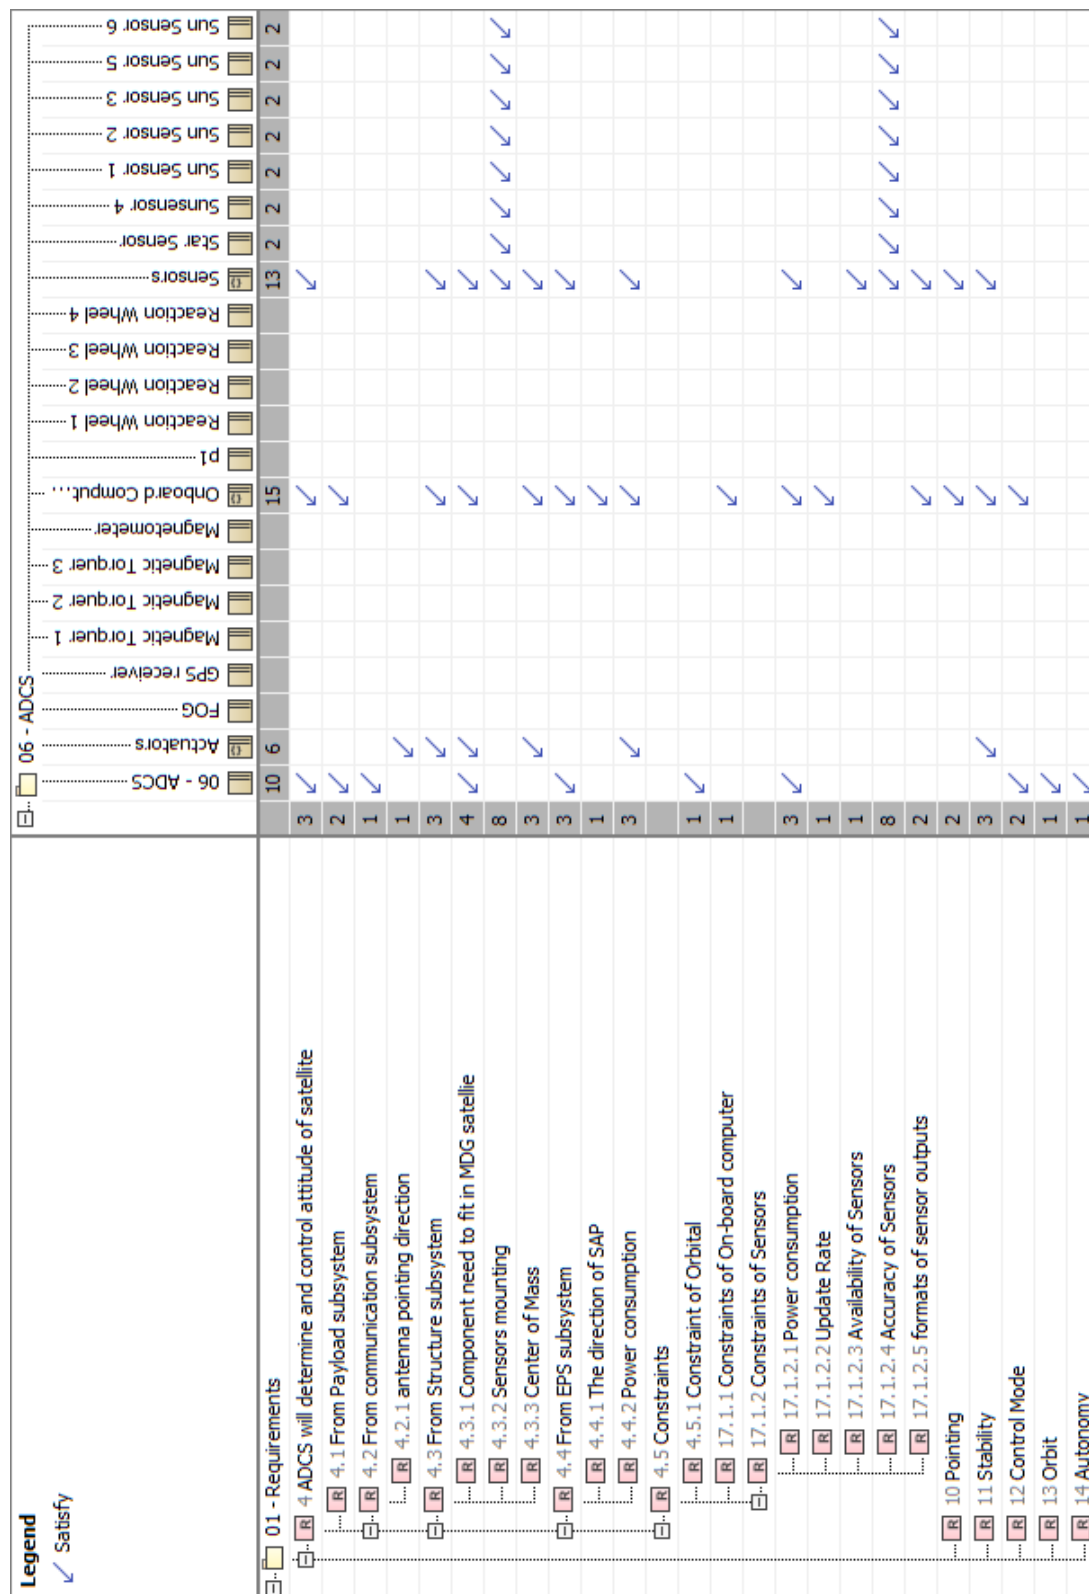 Legend
Satisfy
06 - ADCS
06 - ADCS
Actuators
FOG
GPS receiver
Magnetic Torquer 1
Magnetic Torquer 2
Magnetic Torquer 3
Magnetometer
Onboard Comput...
p1
Reaction Wheel 1
Reaction Wheel 2
Reaction Wheel 3
Reaction Wheel 4
Sensors
Star Sensor
Sunsensor 4
Sun Sensor 1
Sun Sensor 2
Sun Sensor 3
Sun Sensor 5
Sun Sensor 6
01 - Requirements 10 6 15 13 2 2 2 2 2 2 2
R 4 ADCS will determine and control attitude of satellite 3
R 4.1 From Payload subsystem 2
R 4.2 From communication subsystem 1
R 4.2.1 antenna pointing direction 1
R 4.3 From Structure subsystem 3
R 4.3.1 Component need to fit in MDG satellie 4
R 4.3.2 Sensors mounting 8
R 4.3.3 Center of Mass 3
R 4.4 From EPS subsystem 3
R 4.4.1 The direction of SAP 1
R 4.4.2 Power consumption 3
R 4.5 Constraints
R 4.5.1 Constraint of Orbital 1
R 17.1.1 Constraints of On-board computer 1
R 17.1.2 Constraints of Sensors
R 17.1.2.1 Power consumption 3
R 17.1.2.2 Update Rate 1
R 17.1.2.3 Availability of Sensors 1
R 17.1.2.4 Accuracy of Sensors 8
R 17.1.2.5 formats of sensor outputs 2
R 10 Pointing 2
R 11 Stability 3
R 12 Control Mode 2
R 13 Orbit 1
R 14 Autonomy 1